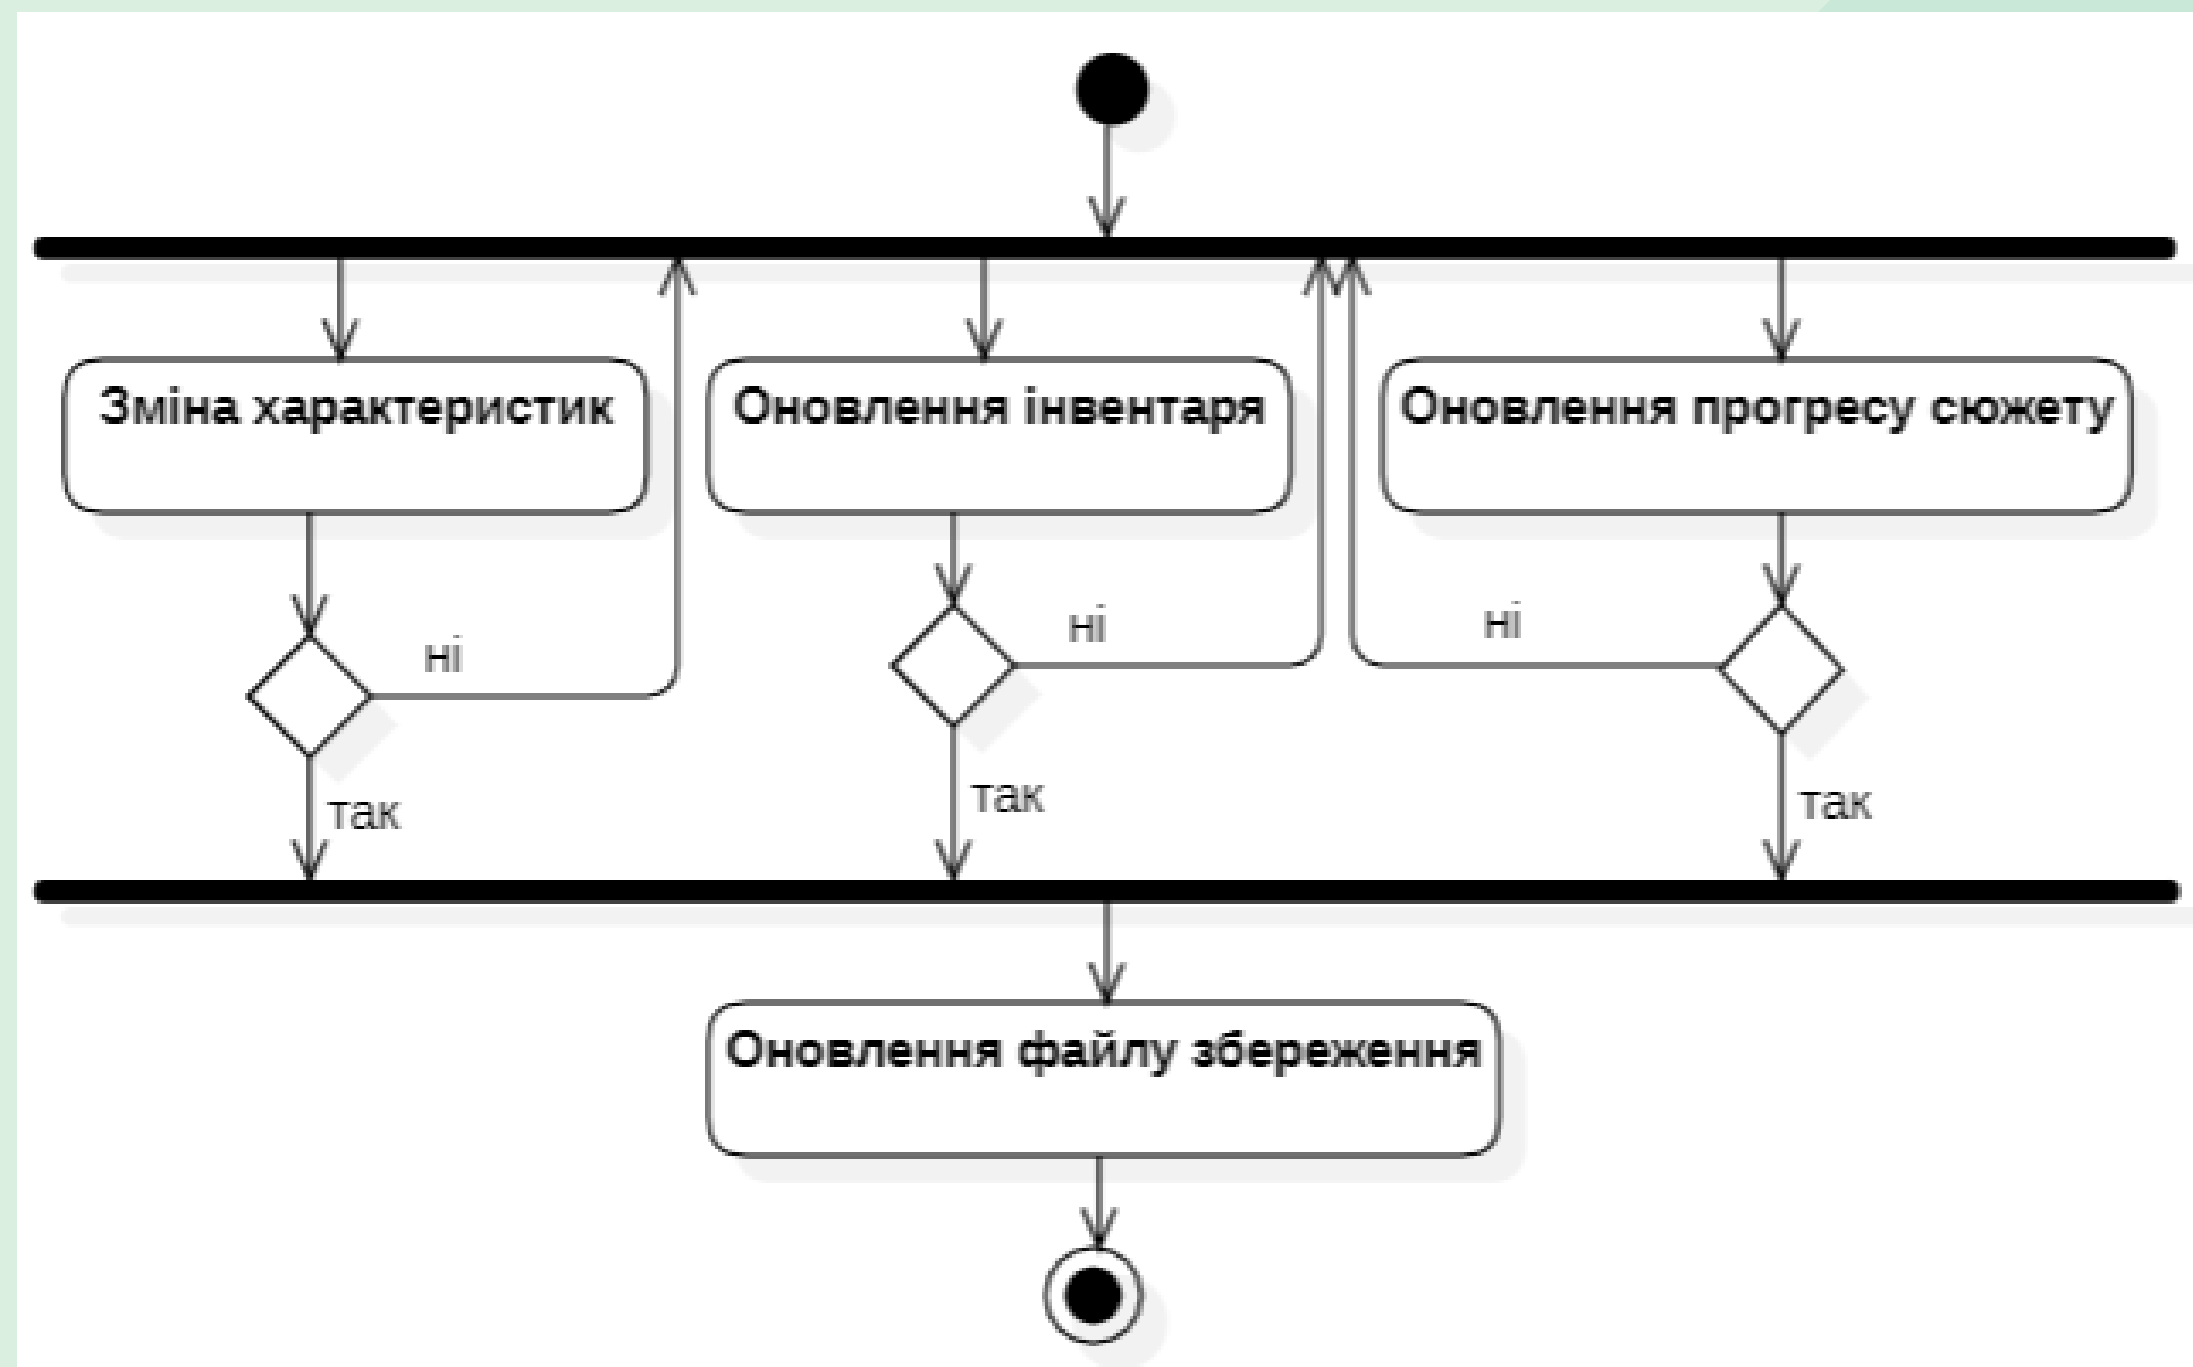 Зміна характеристик
Оновлення інвентаря
Оновлення прогресу сюжету
ні
ні
ні
так
так
так
Оновлення файлу збереження